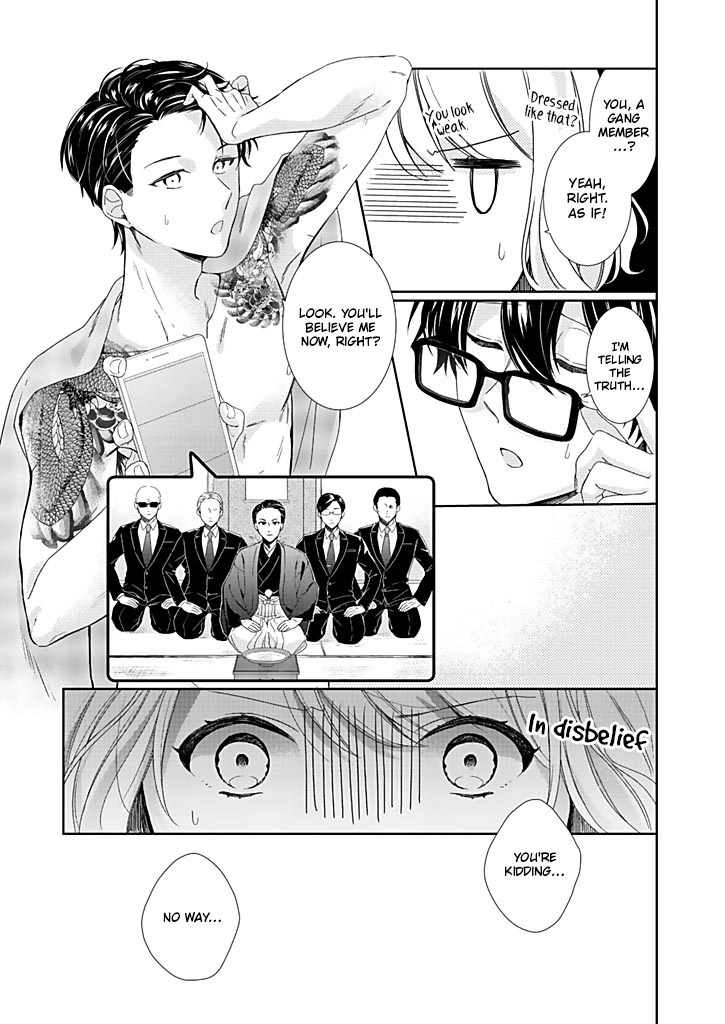 YOU, A
GANG
MEMBER
...?
YEAH,
RIGHT.
AS IF!
Dressed
like that?
You look
weak.
I'M
TELLING
THE
TRUTH...
LOOK. YOU'LL
BELIEVE ME
NOW, RIGHT?
In disbelief
YOU'RE
KIDDING...
NO WAY...